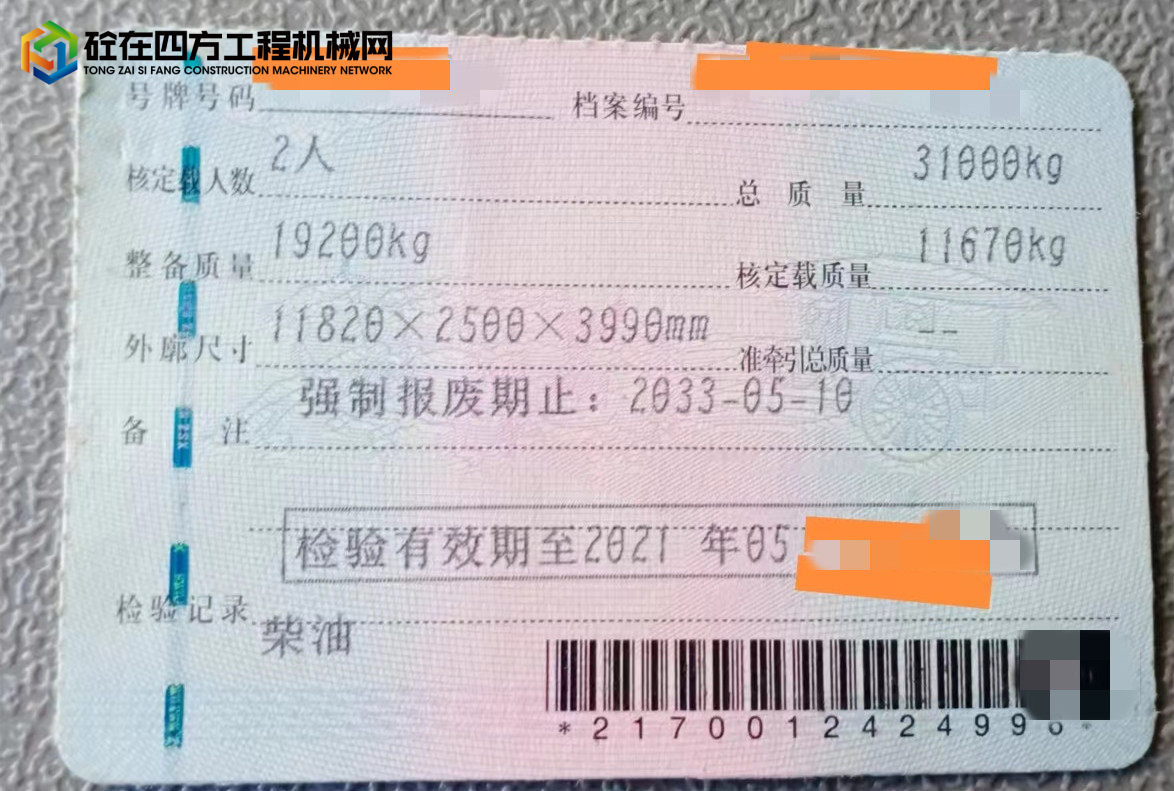 砼在四方工程机械网
TONG ZAI SI FANG CONSTRUCTION MACHINERY NETWORK
号牌号码 档案编号
核定载人数 2人 总质量 31000kg
整备质量 19200kg 核定载质量 11670kg
外廓尺寸 11820×2500×3990mm 准牵引总质量 --
备注 强制报废期止：2033-05-10
检验有效期至2021 年05
检验记录
柴油
*217001242499